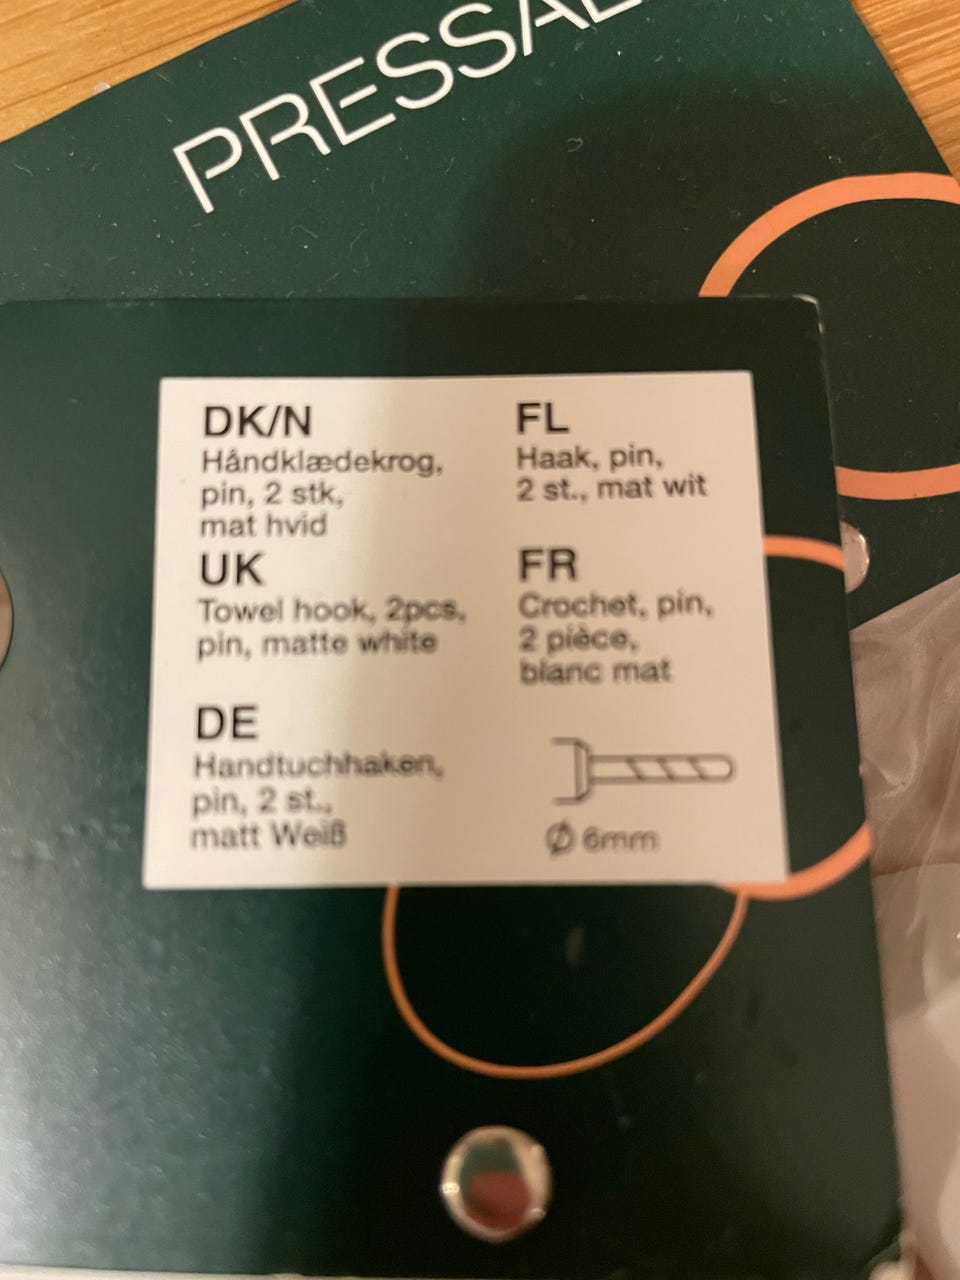 PRESSAL
DK/N
Håndklædekrog,
pin, 2 stk,
mat hvid
UK
Towel hook, 2pcs,
pin, matte white
DE
Handtuchhaken,
pin, 2 st.,
matt Weiß
FL
Haak, pin,
2 st., mat wit
FR
Crochet, pin,
2 pièce,
blanc mat
Ø 6mm